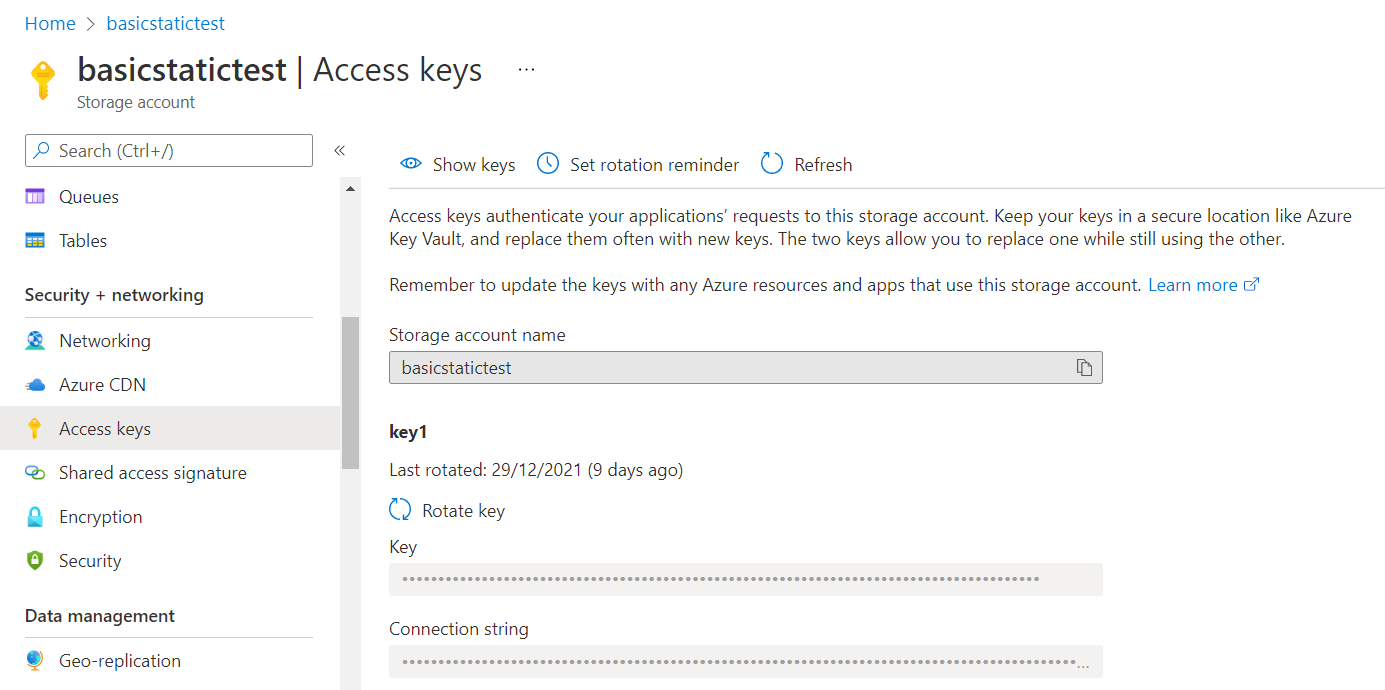 Home > basicstatictest
basicstatictest | Access keys ...
Storage account
Search (Ctrl+/)
«
Queues
Tables
Security + networking
Networking
Azure CDN
Access keys
Shared access signature
Encryption
Security
Data management
Geo-replication
Show keys Set rotation reminder Refresh
Access keys authenticate your applications’ requests to this storage account. Keep your keys in a secure location like Azure
Key Vault, and replace them often with new keys. The two keys allow you to replace one while still using the other.
Remember to update the keys with any Azure resources and apps that use this storage account. Learn more
Storage account name
basicstatictest
key1
Last rotated: 29/12/2021 (9 days ago)
Rotate key
Key
Connection string